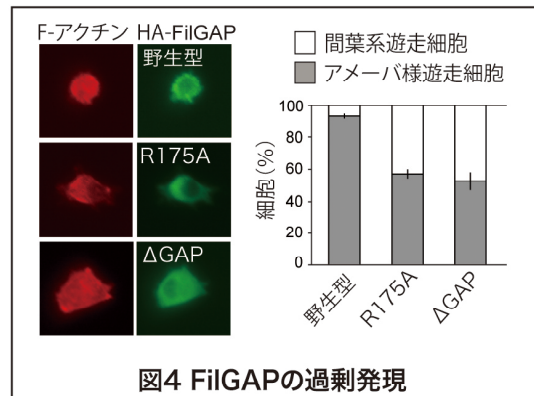 F-アクチン HA-FilGAP
野生型
R175A
ΔGAP
間葉系遊走細胞
アメーバ様遊走細胞
細胞(%)
100
80
60
40
20
0
野生型
R175A
ΔGAP
図4 FilGAPの過剰発現